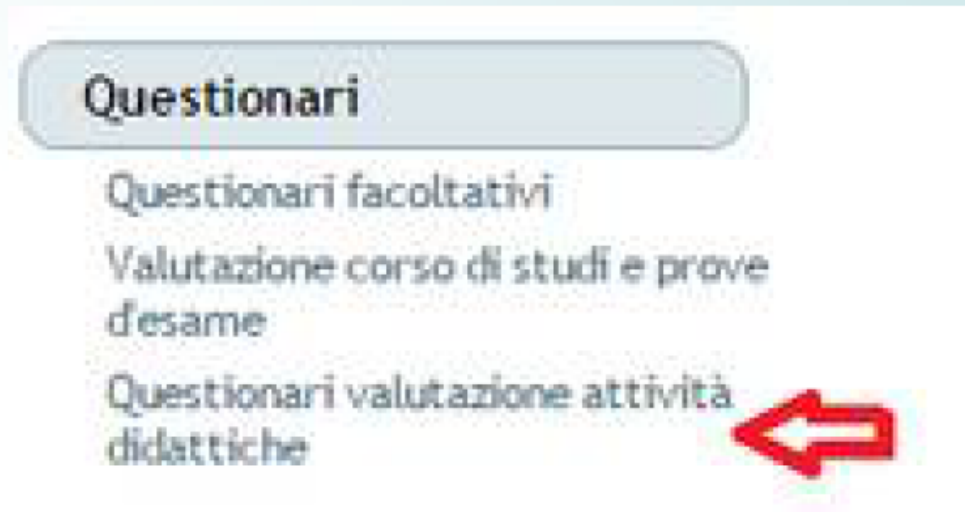 Questionari
Questionari facoltativi
Valutazione corso di studi e prove
d'esame
Questionari valutazione attività
didattiche